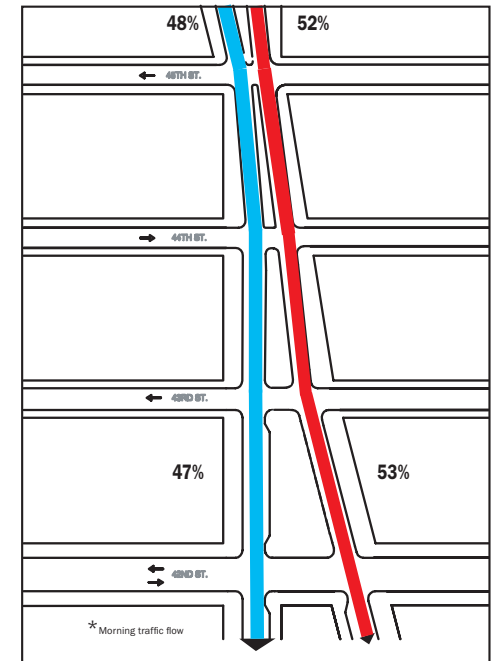 48%
52%
45TH ST.
44TH ST.
43RD ST.
47%
53%
42ND ST.
* Morning traffic flow